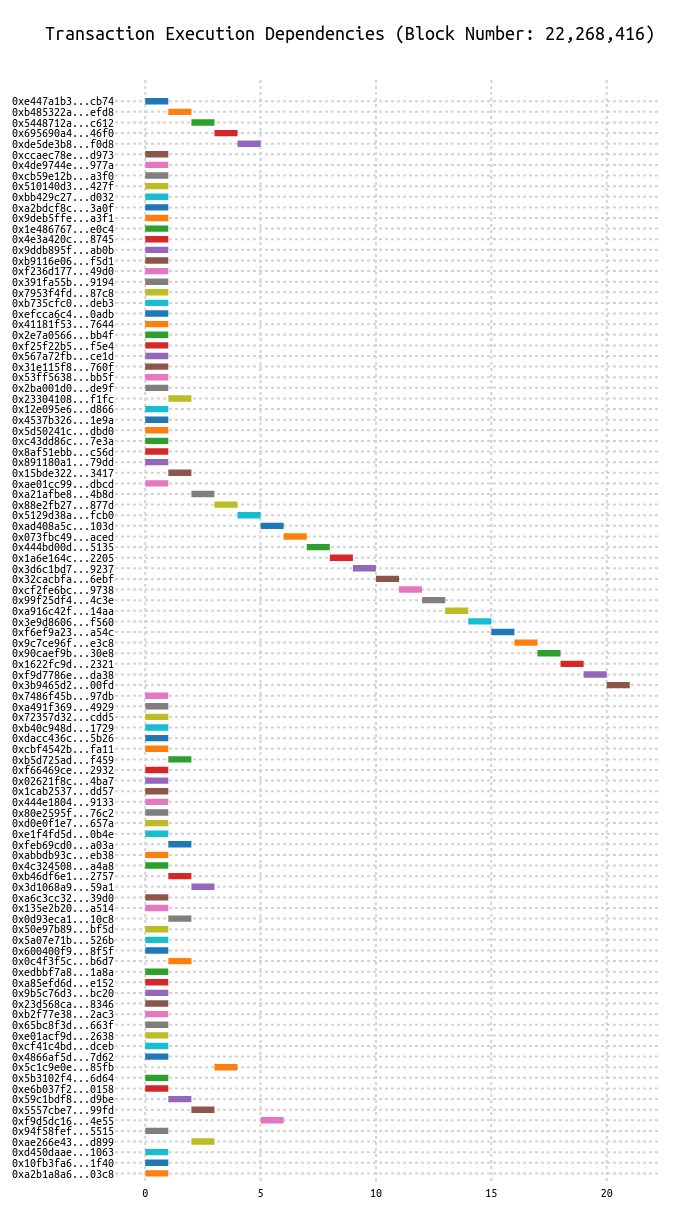 Transaction Execution Dependencies (Block Number: 22,268,416)
0xe447a1b3...cb74
0xb485322a...efd8
0x5448712a...c612
0x695690a4...46f0
0xde5de3b8...f0d8
0xccaec78e...d973
0x4de9744e...977a
0xcb59e12b...a3f0
0x510140d3...427f
0xbb429c27...d032
0xa2bdcf8c...3a0f
0x9deb5ffe...a3f1
0x1e486767...e0c4
0x4e3a420c...8745
0x9ddb895f...ab0b
0xb9116e06...f5d1
0xf236d177...49d0
0x391fa55b...9194
0x7953f4fd...87c8
0xb735cfc0...deb3
0xefcca6c4...0adb
0x41181f53...7644
0x2e7a0566...bb4f
0xf25f22b5...f5e4
0x567a72fb...ce1d
0x31e115f8...760f
0x53ff5638...bb5f
0x2ba001d0...de9f
0x23304108...f1fc
0x12e095e6...d866
0x4537b326...1e9a
0x5d50241c...dbd0
0xc43dd86c...7e3a
0x8af51ebb...c56d
0x891180a1...79dd
0x15bde322...3417
0xae01cc99...dbcd
0xa21afbe8...4b8d
0x88e2fb27...877d
0x5129d38a...fcb0
0xad408a5c...103d
0x073fbc49...aced
0x444bd00d...5135
0x1a6e164c...2205
0x3d6c1bd7...9237
0x32cacbfa...6ebf
0xcf2fe6bc...9738
0x99f25df4...4c3e
0xa916c42f...14aa
0x3e9d8606...f560
0xf6ef9a23...a54c
0x9c7ce96f...e3c8
0x90caef9b...30e8
0x1622fc9d...2321
0xf9d7786e...da38
0x3b9465d2...00fd
0x7486f45b...97db
0xa491f369...4929
0x72357d32...cdd5
0xb40c948d...1729
0xdacc436c...5b26
0xcbf4542b...fa11
0xb5d725ad...f459
0xf66469ce...2932
0x02621f8c...4ba7
0x1cab2537...dd57
0x444e1804...9133
0x80e2595f...76c2
0xd0e0f1e7...657a
0xe1f4fd5d...0b4e
0xfeb69cd0...a03a
0xabbdb93c...eb38
0x4c324508...a4a8
0xb46df6e1...2757
0x3d1068a9...59a1
0xa6c3cc32...39d0
0x135e2b20...a514
0x0d93eca1...10c8
0x50e97b89...bf5d
0x5a07e71b...526b
0x600400f9...8f5f
0x0c4f3f5c...b6d7
0xedbbf7a8...1a8a
0xa85efd6d...e152
0x9b5c76d3...bc20
0x23d568ca...8346
0xb2f77e38...2ac3
0x65bc8f3d...663f
0xe01acf9d...2638
0xcf41c4bd...dceb
0x4866af5d...7d62
0x5c1c9e0e...85fb
0x5b3102f4...6d64
0xe6b037f2...0158
0x59c1bdf8...d9be
0x5557cbe7...99fd
0xf9d5dc16...4e55
0x94f58fef...5515
0xae266e43...d899
0xd450daae...1063
0x10fb3fa6...1f40
0xa2b1a8a6...03c8
0 5 10 15 20